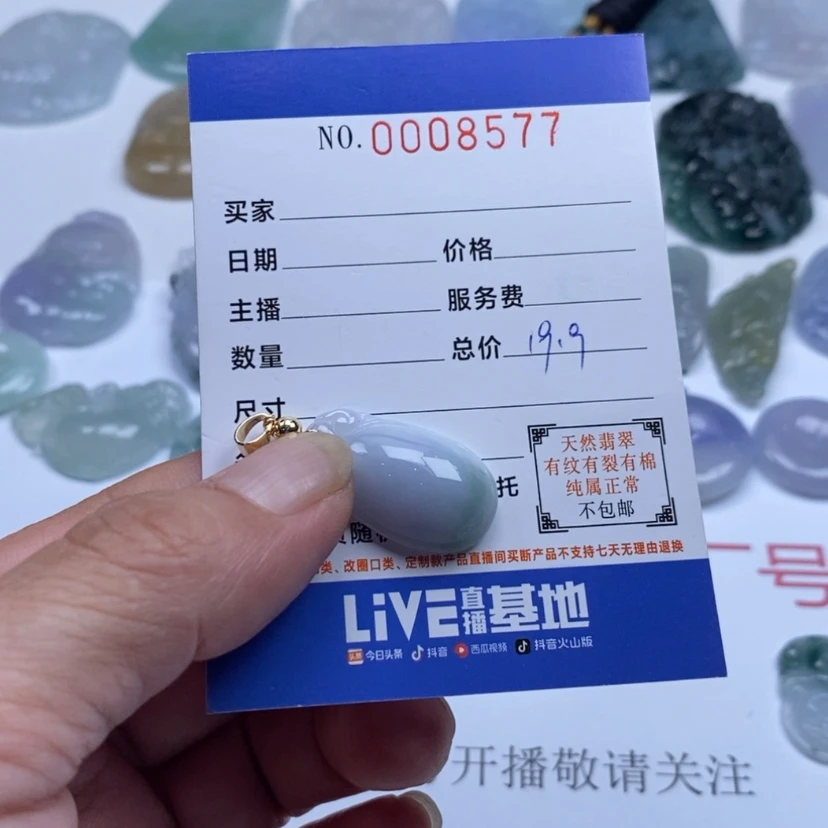 NO.0008577
买家
日期 价格
主播 服务费
数量 总价 19.9
尺寸
托
天然翡翠
有纹有裂有棉
纯属正常
不包邮
类、改圈口类、定制款产品直播间买断产品不支持七天无理由退换
LiVE直播基地
头条 今日头条 抖音 西瓜视频 抖音火山版
号
开播敬请关注